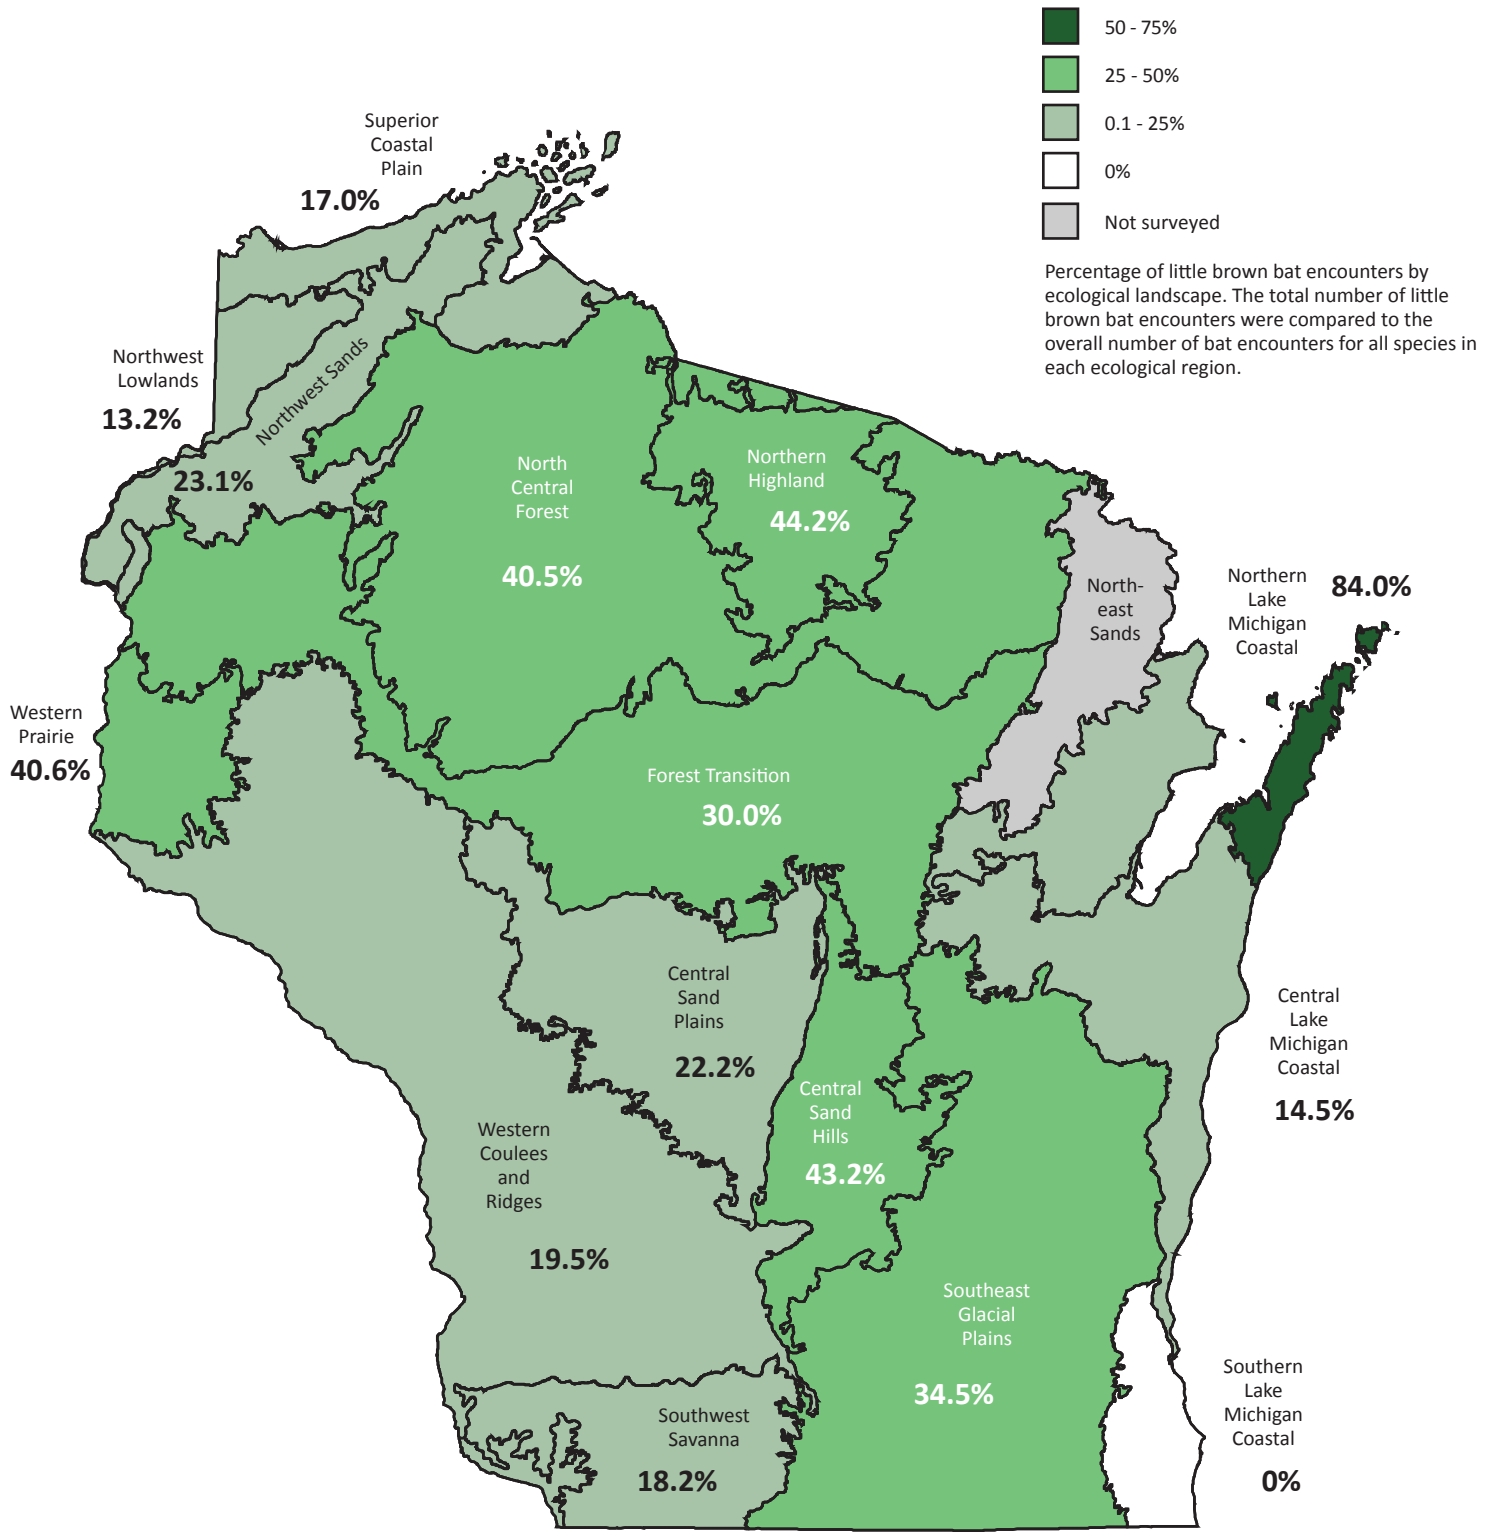 50 - 75%
25 - 50%
0.1 - 25%
0%
Not surveyed
Percentage of little brown bat encounters by
ecological landscape. The total number of little
brown bat encounters were compared to the
overall number of bat encounters for all species in
each ecological region.
Superior
Coastal
Plain
17.0%
Northwest
Lowlands
13.2%
Northwest Sands
23.1%
North
Central
Forest
40.5%
Northern
Highland
44.2%
North-
east
Sands
Northern
Lake
Michigan
Coastal
84.0%
Western
Prairie
40.6%
Forest Transition
30.0%
Central
Sand
Plains
22.2%
Central
Sand
Hills
43.2%
Central
Lake
Michigan
Coastal
14.5%
Western
Coulees
and
Ridges
19.5%
Southeast
Glacial
Plains
34.5%
Southern
Lake
Michigan
Coastal
0%
Southwest
Savanna
18.2%